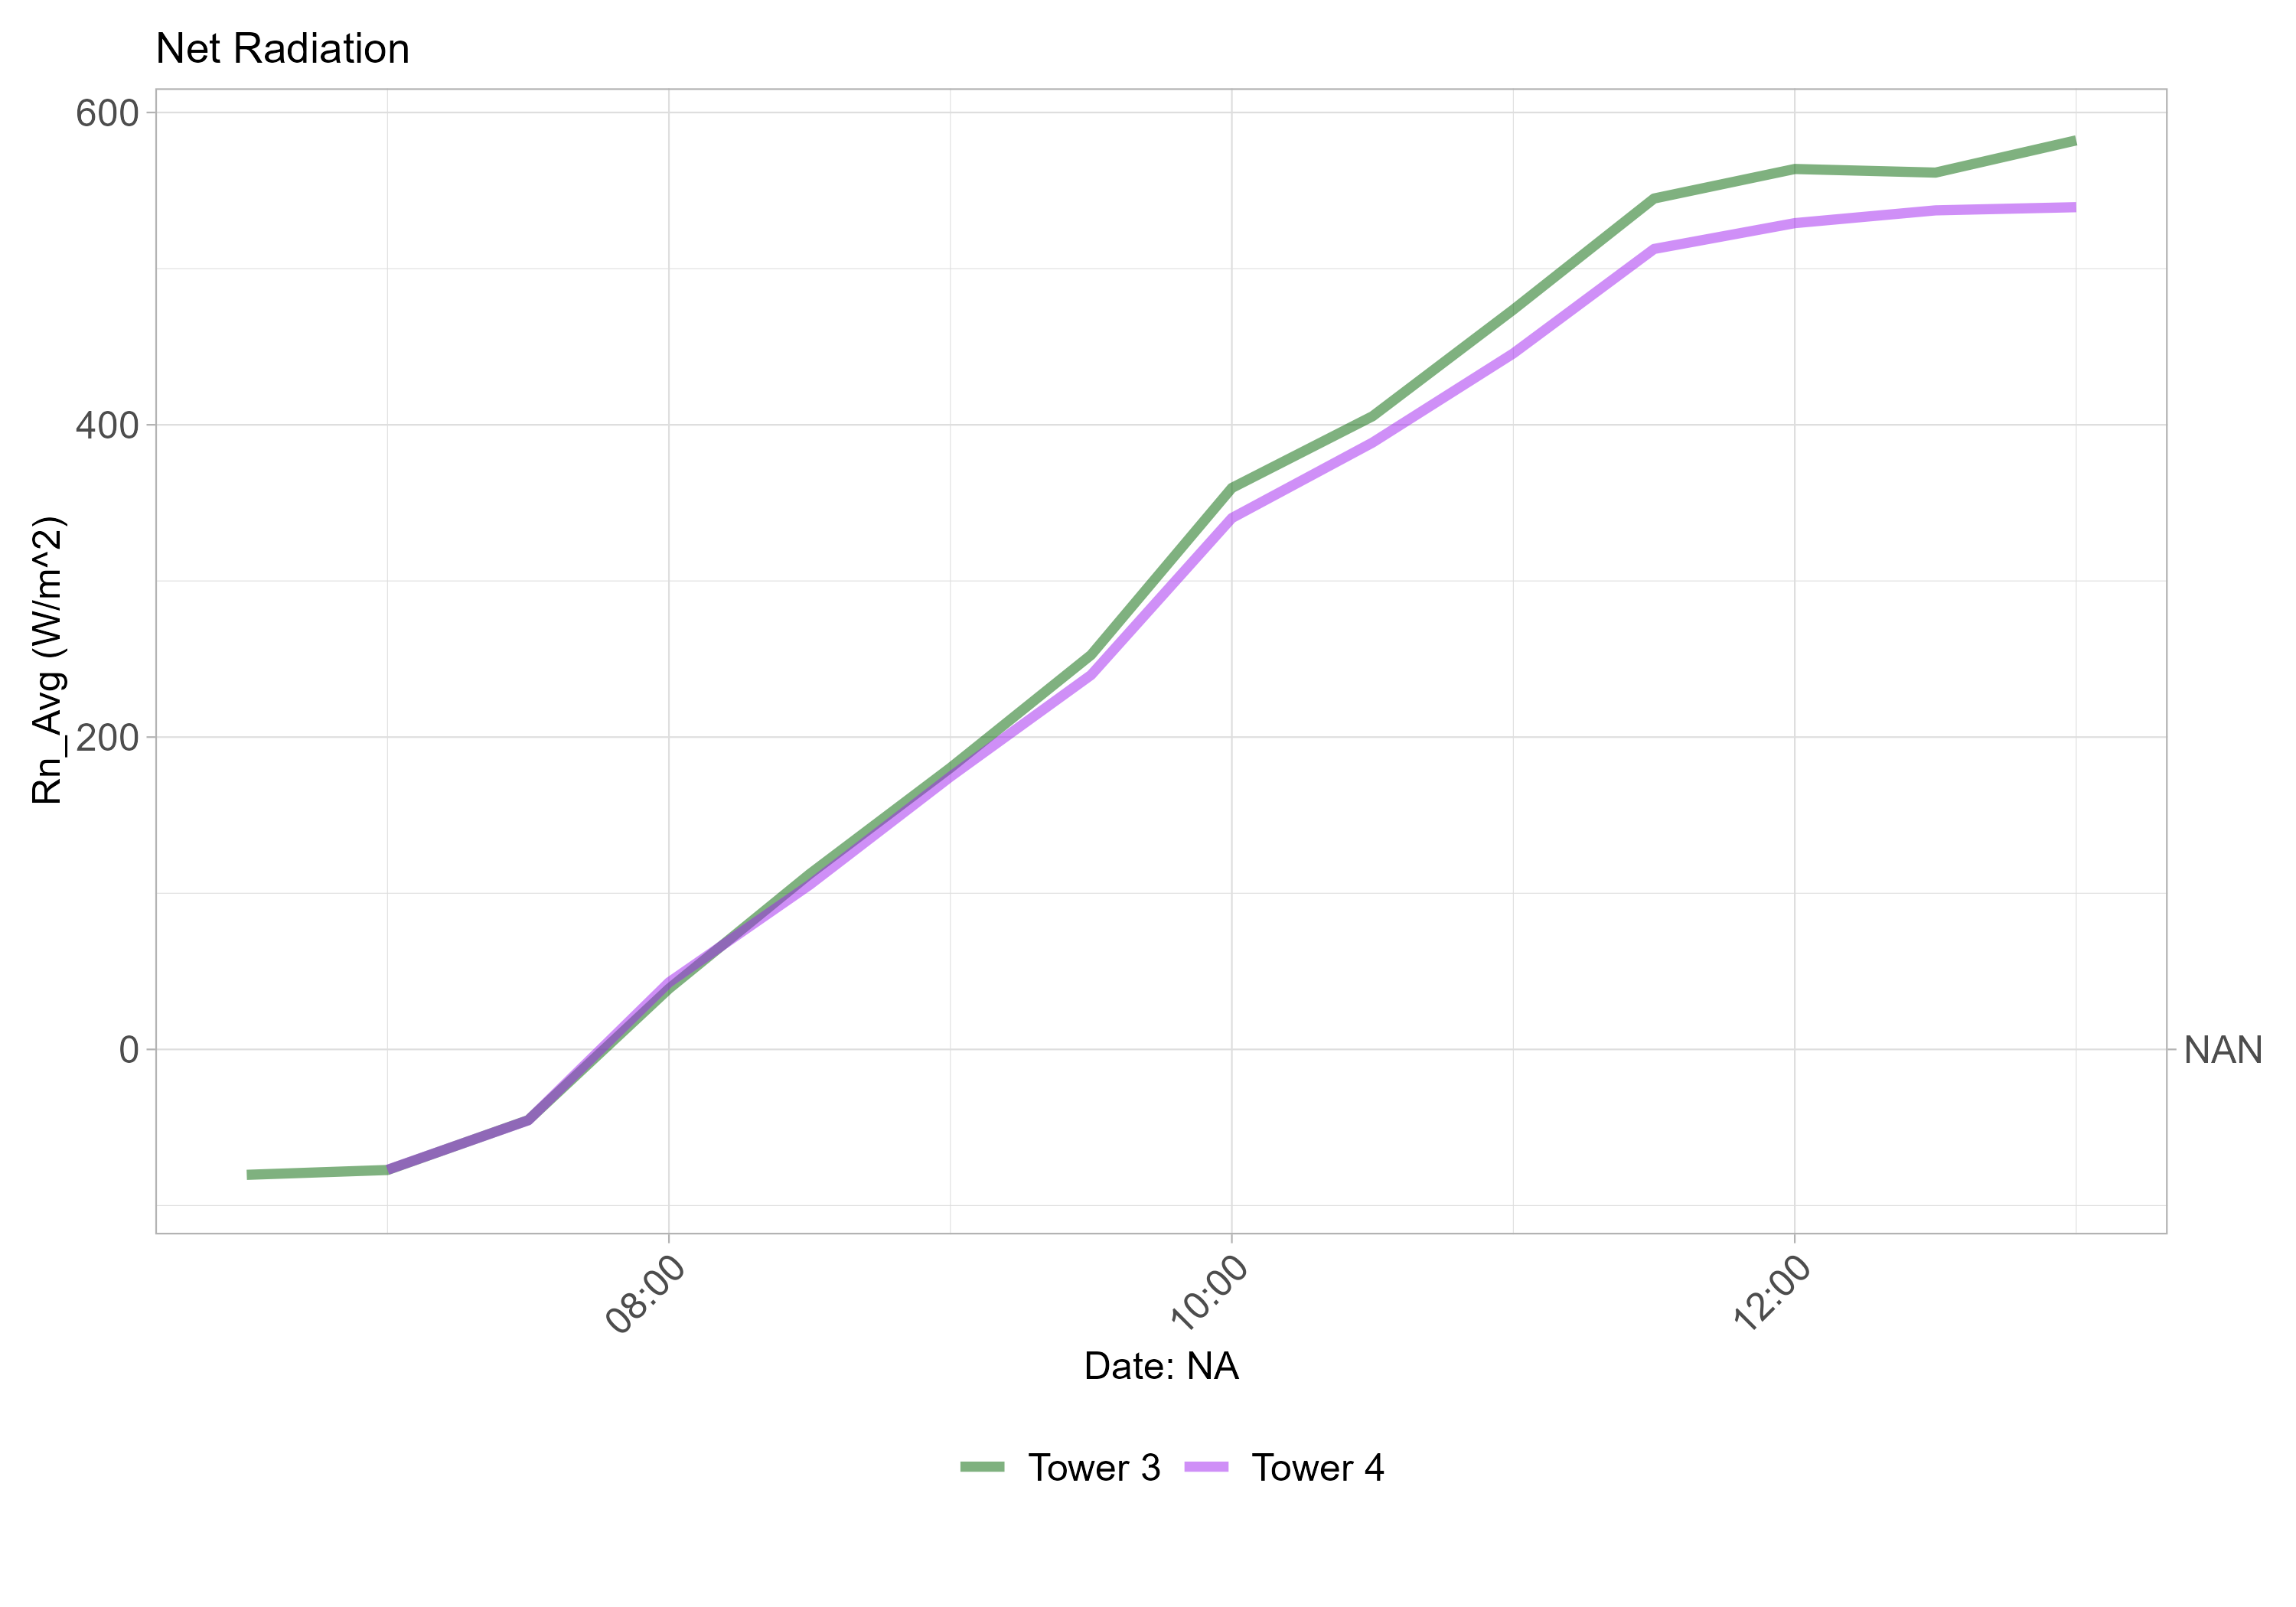 Net Radiation
600
400
200
0
Rn_Avg (W/m^2)
NAN
08:00
10:00
12:00
Date: NA
Tower 3
Tower 4